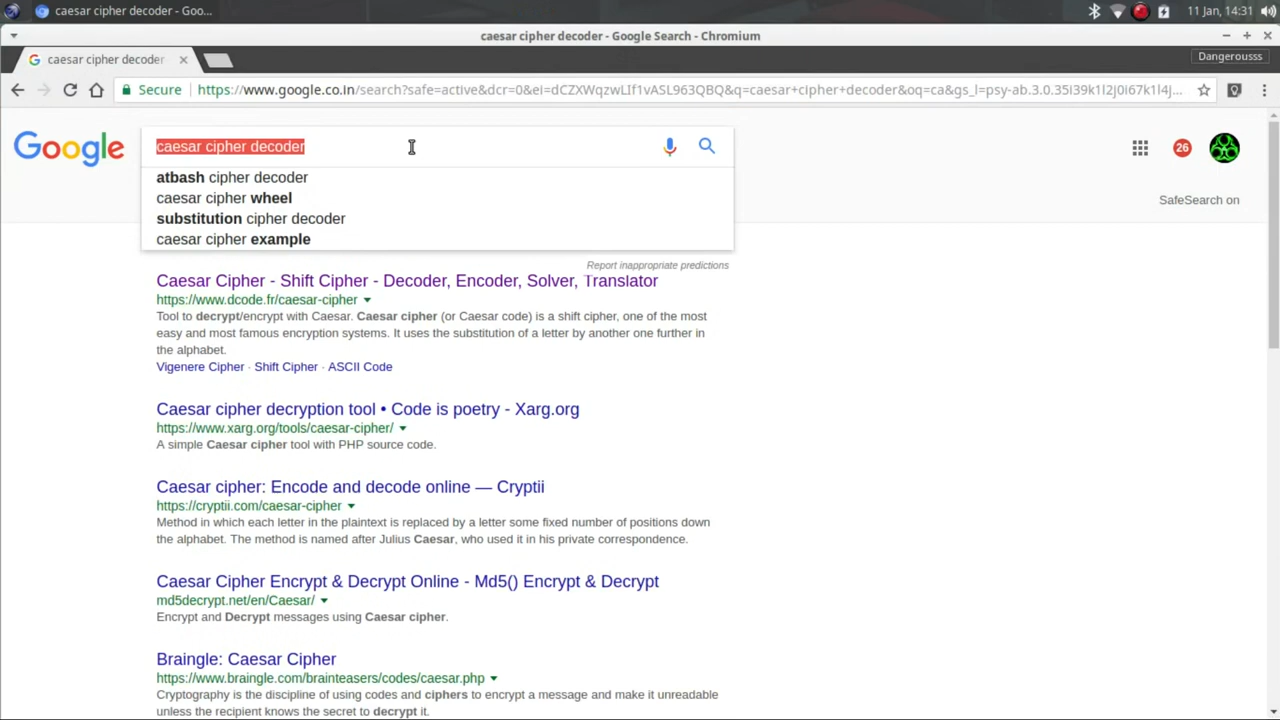 caesar cipher decoder - Goo...
11 Jan, 14:31
caesar cipher decoder - Google Search - Chromium
caesar cipher decoder
Dangerousss
Secure
https://www.google.co.in/search?safe=active&dcr=0&ei=dCZXWqzwLIf1vASL963QBQ&q=caesar+cipher+decoder&oq=ca&gs_l=psy-ab.3.0.35i39k1l2j0i67k1l4j...
Google
caesar cipher decoder
26
atbash cipher decoder
caesar cipher wheel
substitution cipher decoder
caesar cipher example
SafeSearch on
Report inappropriate predictions
Caesar Cipher - Shift Cipher - Decoder, Encoder, Solver, Translator
https://www.dcode.fr/caesar-cipher
Tool to decrypt/encrypt with Caesar. Caesar cipher (or Caesar code) is a shift cipher, one of the most
easy and most famous encryption systems. It uses the substitution of a letter by another one further in
the alphabet.
Vigenere Cipher · Shift Cipher · ASCII Code
Caesar cipher decryption tool • Code is poetry - Xarg.org
https://www.xarg.org/tools/caesar-cipher/
A simple Caesar cipher tool with PHP source code.
Caesar cipher: Encode and decode online — Cryptii
https://cryptii.com/caesar-cipher
Method in which each letter in the plaintext is replaced by a letter some fixed number of positions down
the alphabet. The method is named after Julius Caesar, who used it in his private correspondence.
Caesar Cipher Encrypt & Decrypt Online - Md5() Encrypt & Decrypt
md5decrypt.net/en/Caesar/
Encrypt and Decrypt messages using Caesar cipher.
Braingle: Caesar Cipher
https://www.braingle.com/brainteasers/codes/caesar.php
Cryptography is the discipline of using codes and ciphers to encrypt a message and make it unreadable
unless the recipient knows the secret to decrypt it.